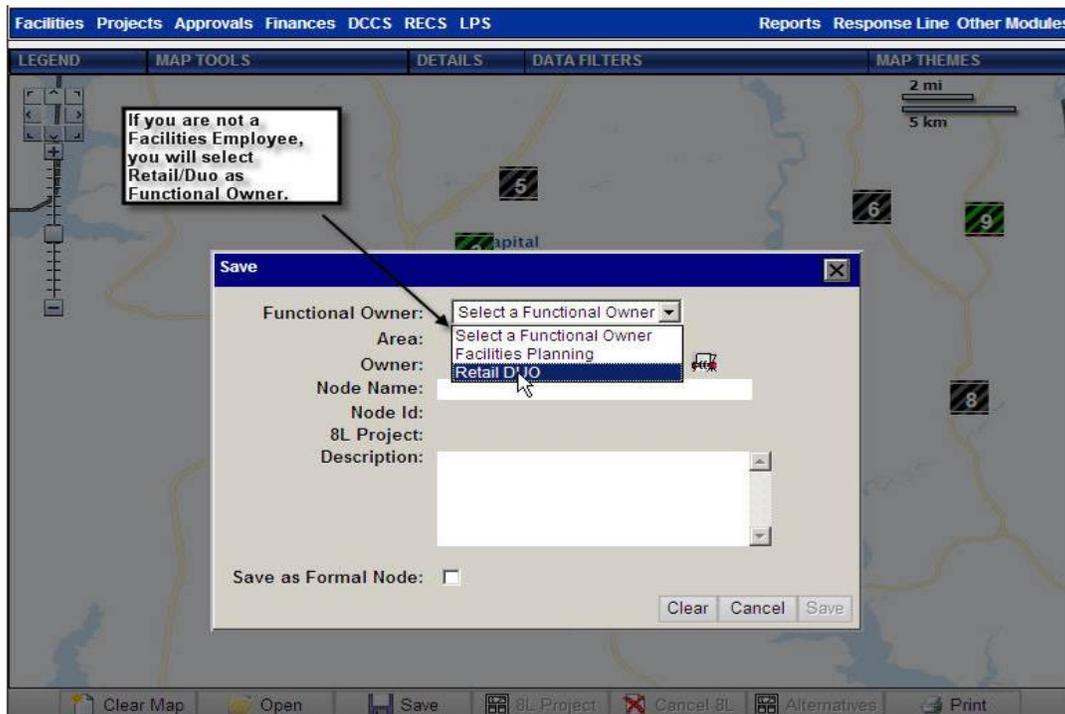 Facilities Projects Approvals Finances DCCS RECS LPS Reports Response Line Other Modules
LEGEND MAP TOOLS DETAILS DATA FILTERS MAP THEMES
2 mi
5 km
If you are not a
Facilities Employee,
you will select
Retail/Duo as
Functional Owner.
5
6
9
apital
Save
Functional Owner: Select a Functional Owner
Select a Functional Owner
Facilities Planning
Retail DUO
Area:
Owner:
Node Name:
Node Id:
8L Project:
Description:
8
Save as Formal Node:
Clear Cancel Save
Clear Map Open Save 8L Project Cancel 8L Alternatives Print